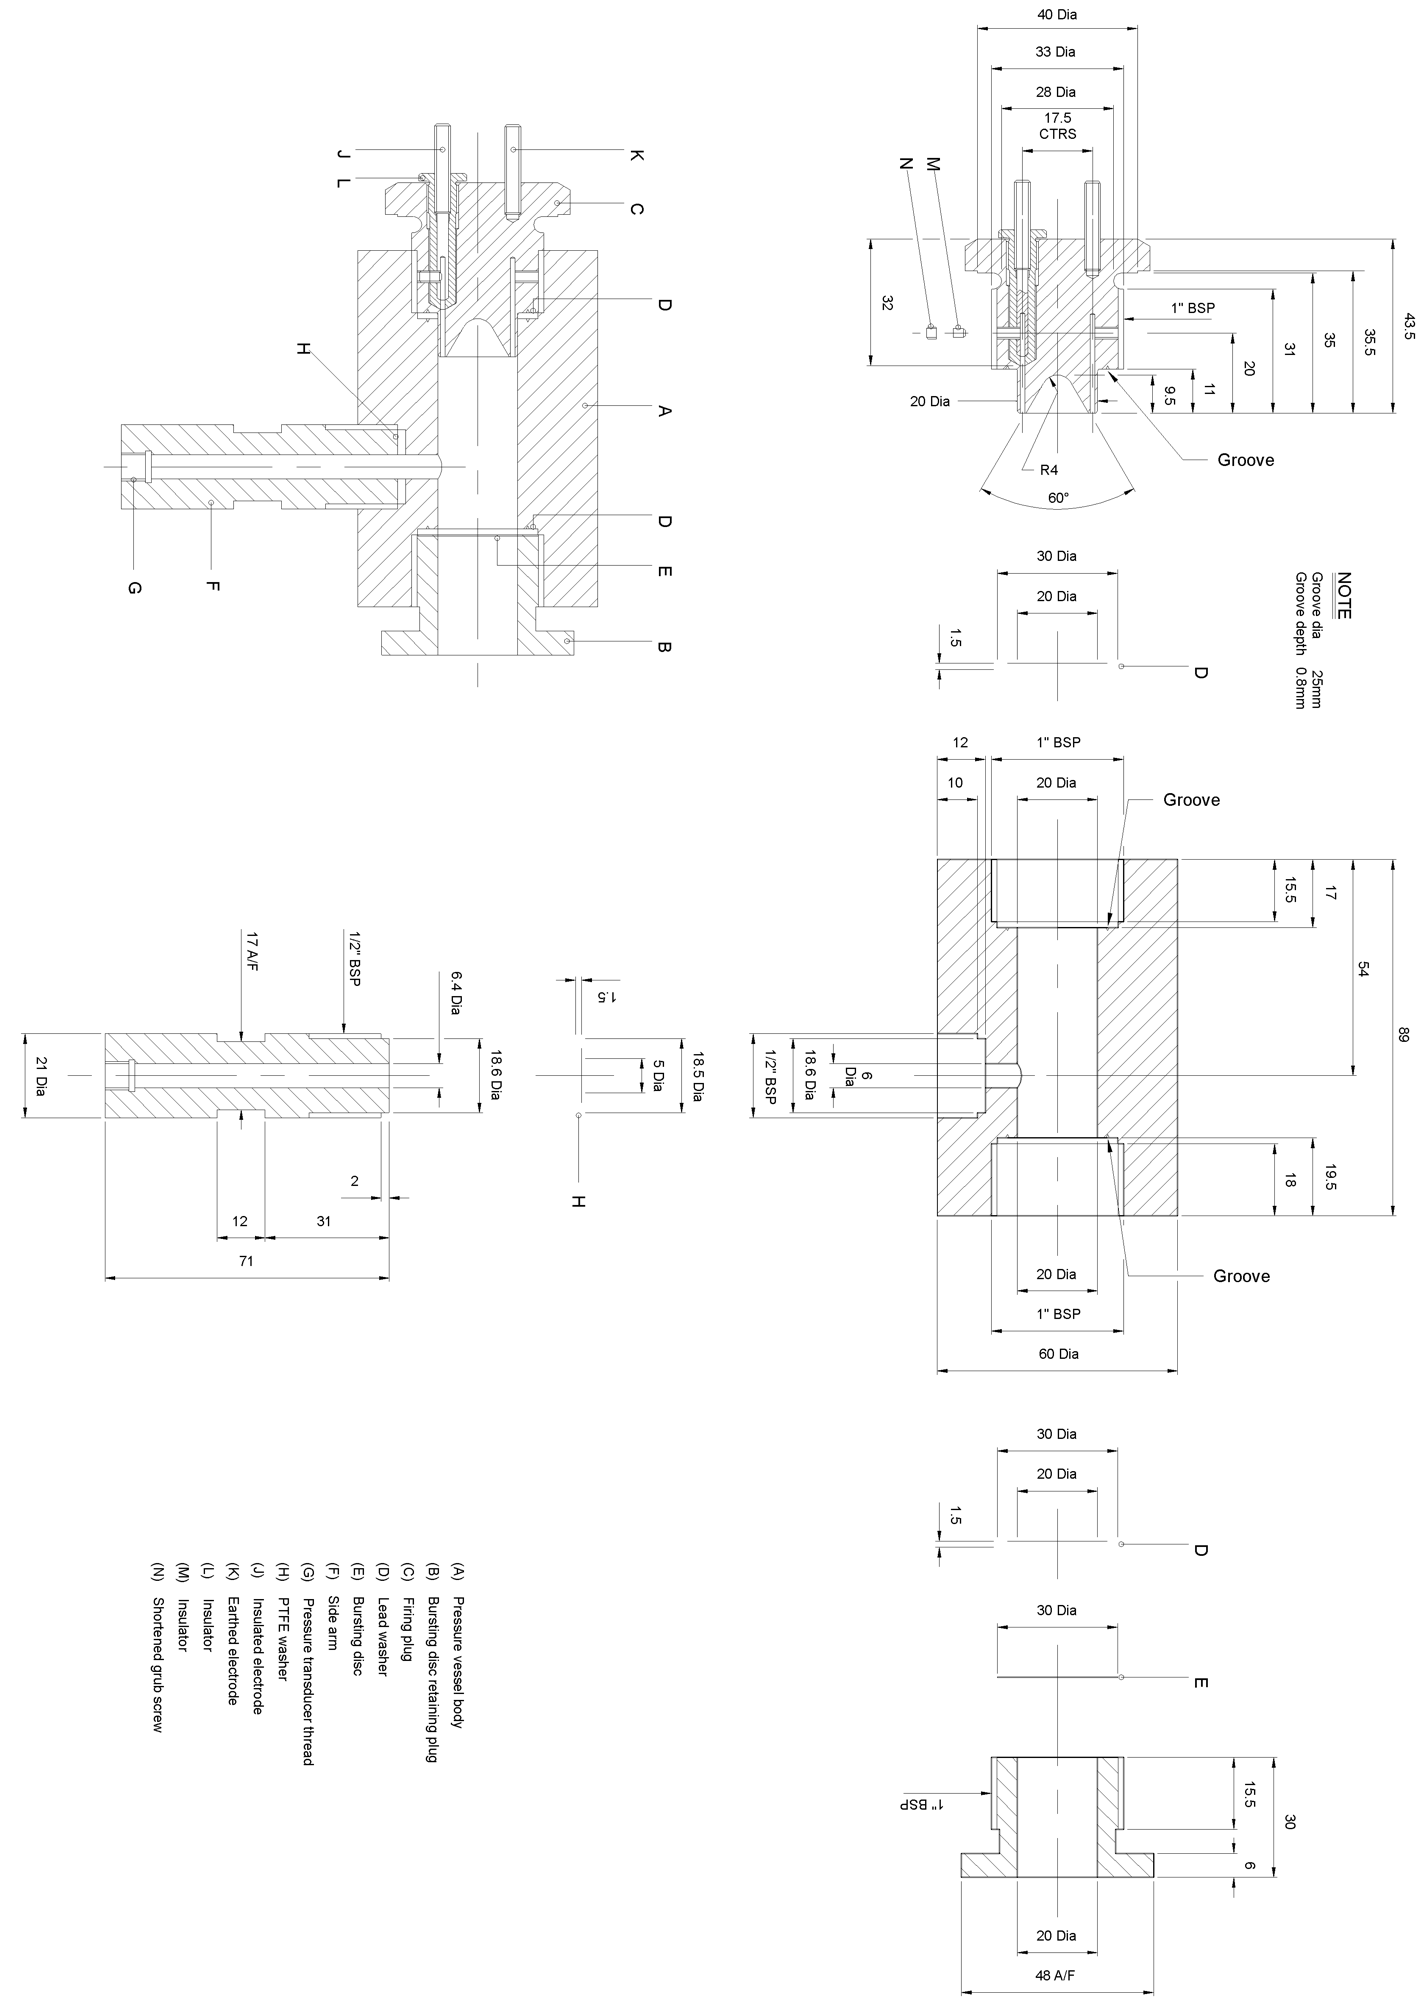 40 Dia
33 Dia
28 Dia
17.5
CTRS
N
M
K
J
L
C
D
H
A
D
E
G
F
B
32
1" BSP
43.5
35.5
35
31
20
11
9.5
20 Dia
R4
60°
Groove
NOTE
Groove dia 25mm
Groove depth 0.8mm
30 Dia
20 Dia
1.5
D
12
1" BSP
10
20 Dia
Groove
15.5
17
54
89
1/2" BSP
18.6 Dia
6
Dia
18
19.5
20 Dia
Groove
1" BSP
60 Dia
17 A/F
1/2" BSP
6.4 Dia
21 Dia
18.6 Dia
2
12
31
71
1.5
5 Dia
18.5 Dia
H
30 Dia
20 Dia
1.5
D
30 Dia
E
1" BSP
15.5
30
6
20 Dia
48 A/F
(A) Pressure vessel body
(B) Bursting disc retaining plug
(C) Firing plug
(D) Lead washer
(E) Bursting disc
(F) Side arm
(G) Pressure transducer thread
(H) PTFE washer
(J) Insulated electrode
(K) Earthed electrode
(L) Insulator
(M) Insulator
(N) Shortened grub screw